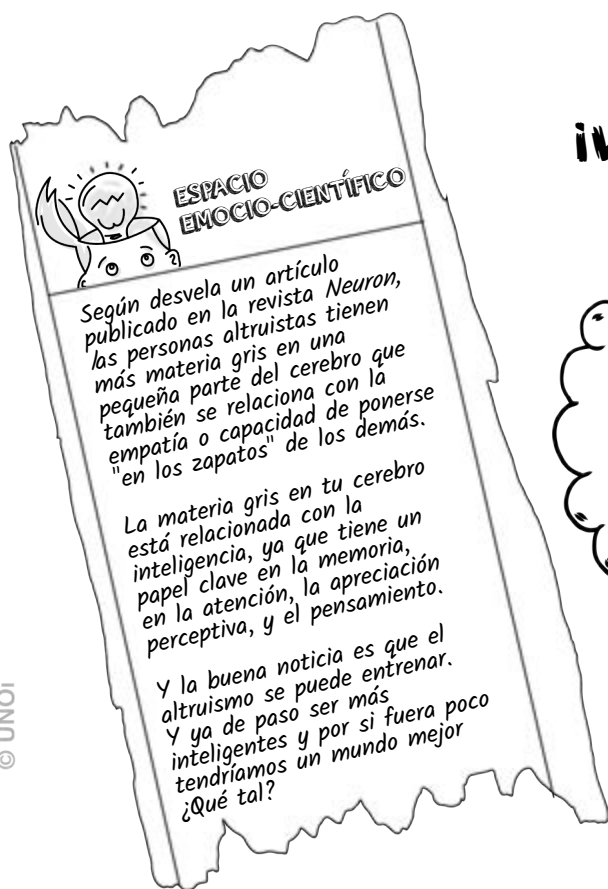 ESPACIO
EMOCIO-CIENTÍFICO
Según desvela un artículo
publicado en la revista Neuron,
las personas altruistas tienen
más materia gris en una
pequeña parte del cerebro que
también se relaciona con la
empatía o capacidad de ponerse
"en los zapatos" de los demás.
La materia gris en tu cerebro
está relacionada con la
inteligencia, ya que tiene un
papel clave en la memoria,
en la atención, la apreciación
perceptiva, y el pensamiento.
Y la buena noticia es que el
altruismo se puede entrenar.
Y ya de paso ser más
inteligentes y por si fuera poco
tendríamos un mundo mejor
¿Qué tal?
© UNOi